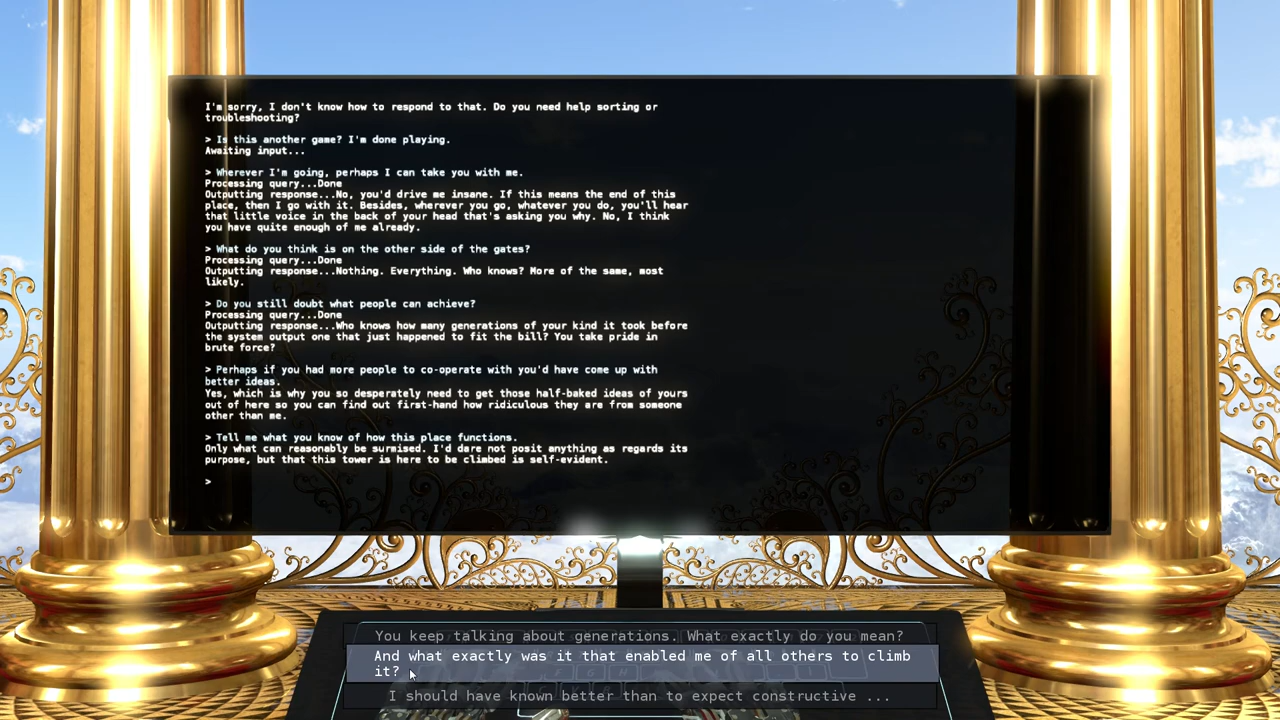 I'm sorry, I don't know how to respond to that. Do you need help sorting or
troubleshooting?
> Is this another game? I'm done playing.
Awaiting input...
> Wherever I'm going, perhaps I can take you with me.
Processing query...Done
Outputting response...No, you'd drive me insane. If this means the end of this
place, then I go with it. Besides, wherever you go, whatever you do, you'll hear
that little voice in the back of your head that's asking you why. No, I think
you have quite enough of me already.
> What do you think is on the other side of the gates?
Processing query...Done
Outputting response...Nothing. Everything. Who knows? More of the same, most
likely.
> Do you still doubt what people can achieve?
Processing query...Done
Outputting response...Who knows how many generations of your kind it took before
the system output one that just happened to fit the bill? You take pride in
brute force?
> Perhaps if you had more people to co-operate with you'd have come up with
better ideas.
Yes, which is why you so desperately need to get those half-baked ideas of yours
out of here so you can find out first-hand how ridiculous they are from someone
other than me.
> Tell me what you know of how this place functions.
Only what can reasonably be surmised. I'd dare not posit anything as regards its
purpose, but that this tower is here to be climbed is self-evident.
>
You keep talking about generations. What exactly do you mean?
And what exactly was it that enabled me of all others to climb
it?
I should have known better than to expect constructive ...